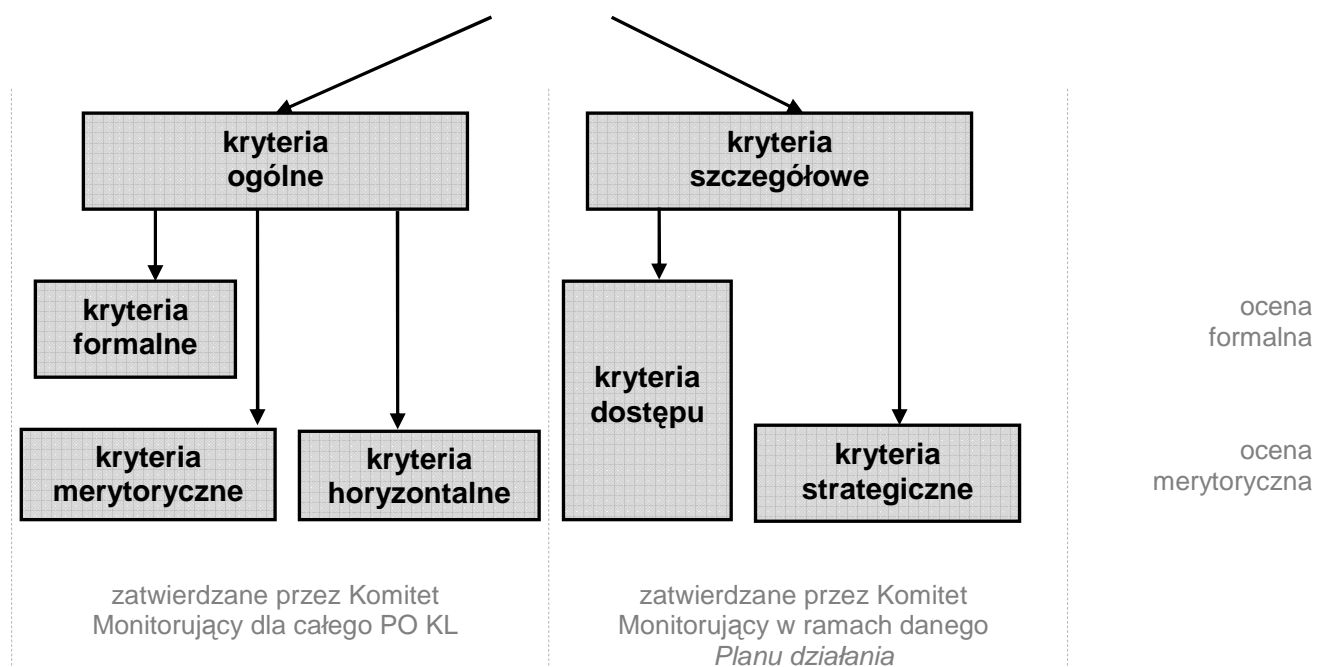 kryteria
ogólne
kryteria
szczegółowe
kryteria
formalne
kryteria
dostępu
ocena
formalna
kryteria
merytoryczne
kryteria
horyzontalne
kryteria
strategiczne
ocena
merytoryczna
zatwierdzane przez Komitet
Monitorujący dla całego PO KL
zatwierdzane przez Komitet
Monitorujący w ramach danego
Planu działania